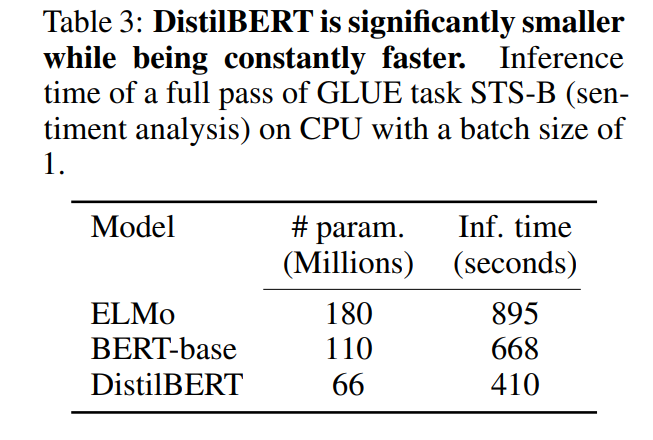 Table 3: DistilBERT is significantly smaller
while being constantly faster. Inference
time of a full pass of GLUE task STS-B (sen-
timent analysis) on CPU with a batch size of
1.
Model # param. Inf. time
(Millions) (seconds)
ELMo 180 895
BERT-base 110 668
DistilBERT 66 410